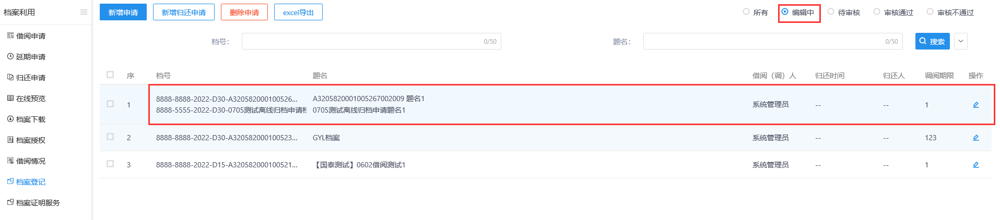 档案利用
借阅申请
延期申请
归还申请
在线预览
档案下载
档案授权
借阅情况
档案登记
档案证明服务
新增申请 新增归还申请 删除申请 excel导出 所有 编辑中 待审核 审核通过 审核不通过
档号： 0/50 题名： 0/50 搜索
序 档号 题名 借阅（调）人 归还时间 归还人 调阅期限 操作
1 8888-8888-2022-D30-A320582000100526... A3205820001005267002009 题名1 系统管理员 -- -- 1
8888-5555-2022-D30-0705测试离线归档申请档 0705测试离线归档申请题名1
2 8888-8888-2022-D30-A320582000100523... GYL档案 系统管理员 -- -- 123
3 8888-8888-2022-D15-A320582000100521... 【国泰测试】0602借阅测试1 系统管理员 -- -- 1